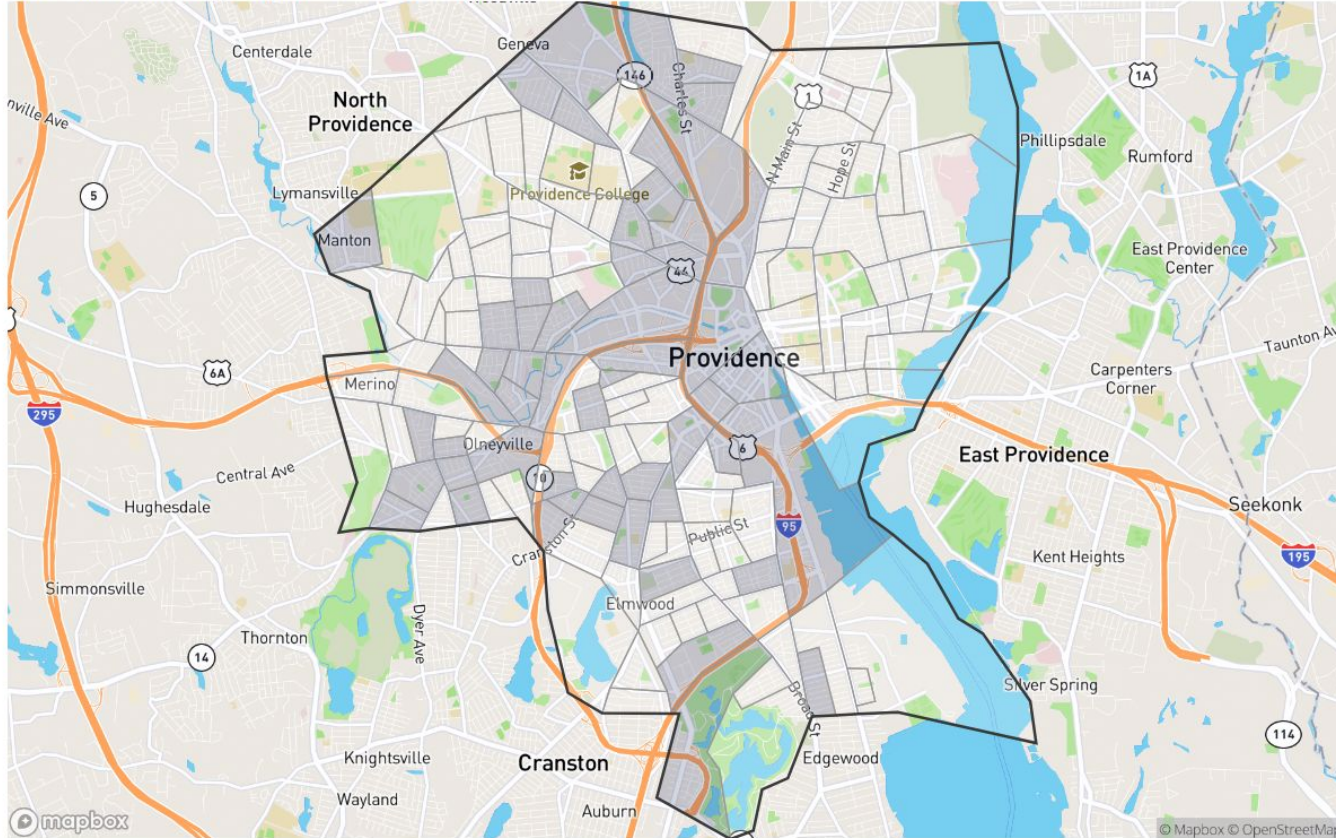 Geneva
Centerdale
146
Charles St
1A
North
Providence
1
N Main St
Hope St
Phillipsdale
Rumford
5
Lymansville
Providence College
Manton
East Providence
Center
44
6A
Providence
Taunton Av
Merino
Carpenters
Corner
295
Olneyville
6
East Providence
Central Ave
10
Hughesdale
Seekonk
Cranston St
Public St
95
195
Kent Heights
Simmonsville
Elmwood
Dyer Ave
Thornton
14
Broad St
Silver Spring
114
Knightsville
Cranston
Edgewood
Wayland
Auburn
mapbox
© Mapbox © OpenStreetMap